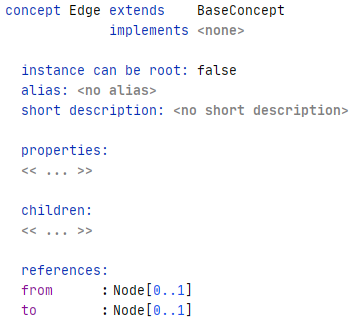 concept Edge extends BaseConcept
implements <none>
instance can be root: false
alias: <no alias>
short description: <no short description>
properties:
<< ... >>
children:
<< ... >>
references:
from : Node[0..1]
to : Node[0..1]